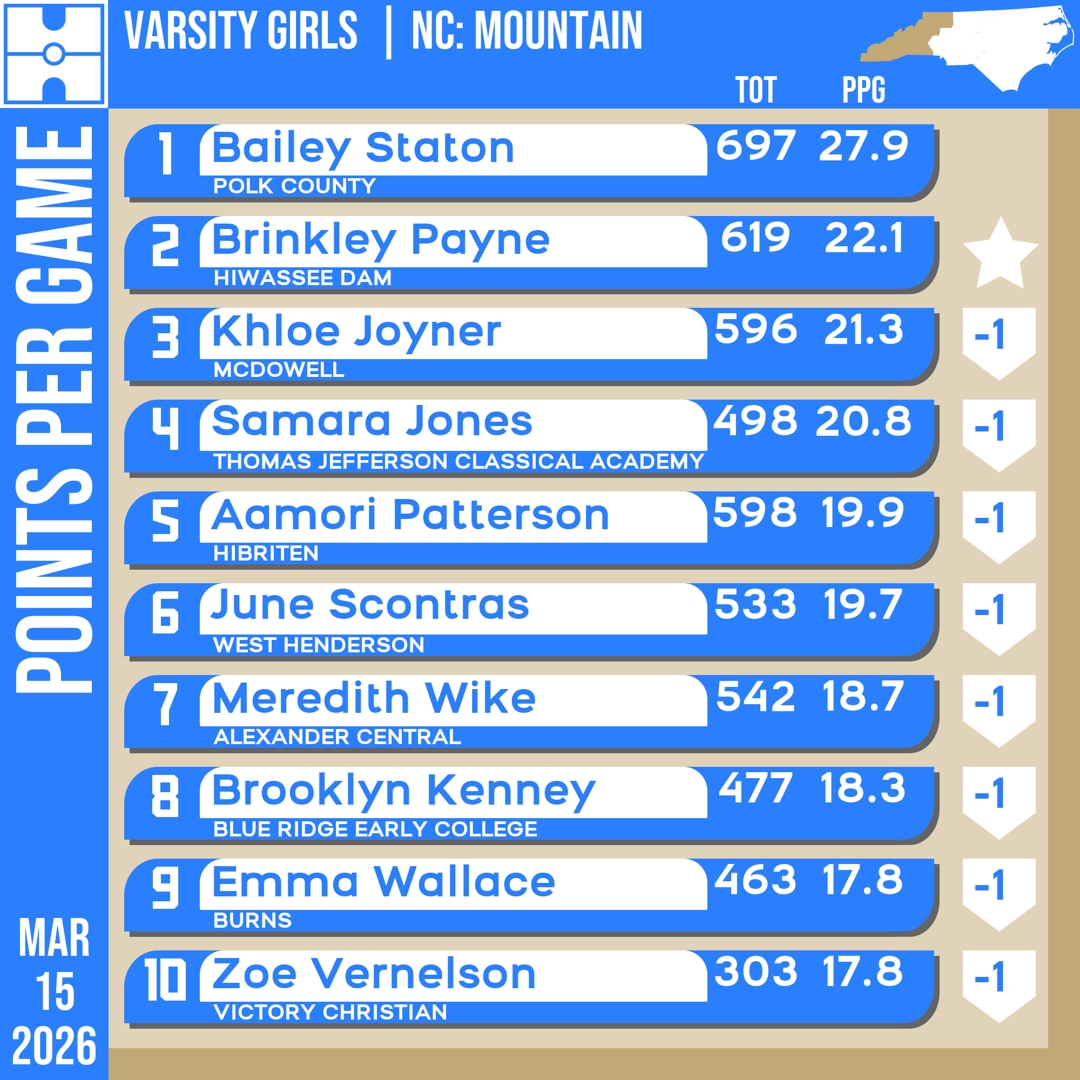 VARSITY GIRLS | NC: MOUNTAIN
TOT PPG
POINTS PER GAME
1 Bailey Staton 697 27.9
POLK COUNTY
2 Brinkley Payne 619 22.1
HIWASSEE DAM
3 Khloe Joyner 596 21.3 -1
MCDOWELL
4 Samara Jones 498 20.8 -1
THOMAS JEFFERSON CLASSICAL ACADEMY
5 Aamori Patterson 598 19.9 -1
HIBRITEN
6 June Scontras 533 19.7 -1
WEST HENDERSON
7 Meredith Wike 542 18.7 -1
ALEXANDER CENTRAL
8 Brooklyn Kenney 477 18.3 -1
BLUE RIDGE EARLY COLLEGE
9 Emma Wallace 463 17.8 -1
BURNS
10 Zoe Vernelson 303 17.8 -1
VICTORY CHRISTIAN
MAR
15
2026